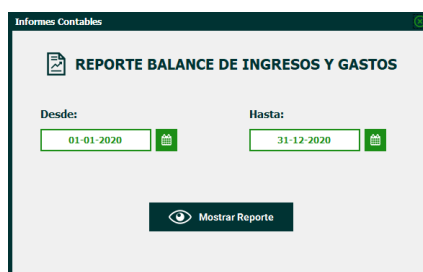 Informes Contables
REPORTE BALANCE DE INGRESOS Y GASTOS
Desde: Hasta:
01-01-2020 31-12-2020
Mostrar Reporte